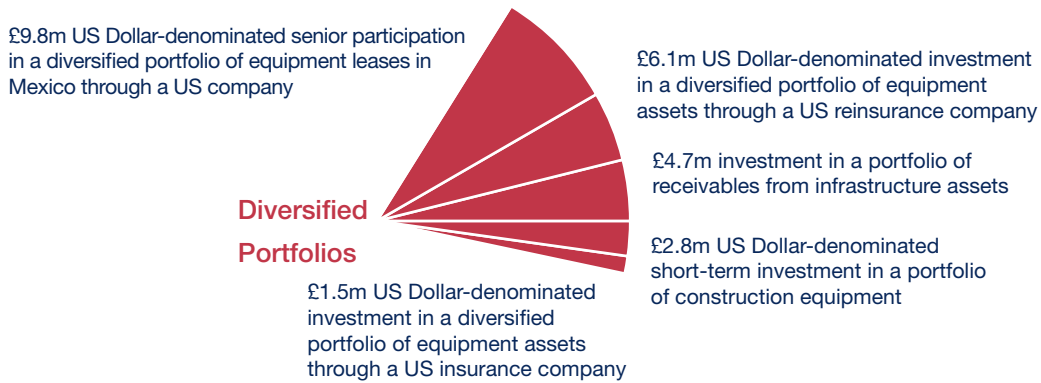 £9.8m US Dollar-denominated senior participation
in a diversified portfolio of equipment leases in
Mexico through a US company
£6.1m US Dollar-denominated investment
in a diversified portfolio of equipment
assets through a US reinsurance company
£4.7m investment in a portfolio of
receivables from infrastructure assets
Diversified
Portfolios
£2.8m US Dollar-denominated
short-term investment in a portfolio
of construction equipment
£1.5m US Dollar-denominated
investment in a diversified
portfolio of equipment assets
through a US insurance company